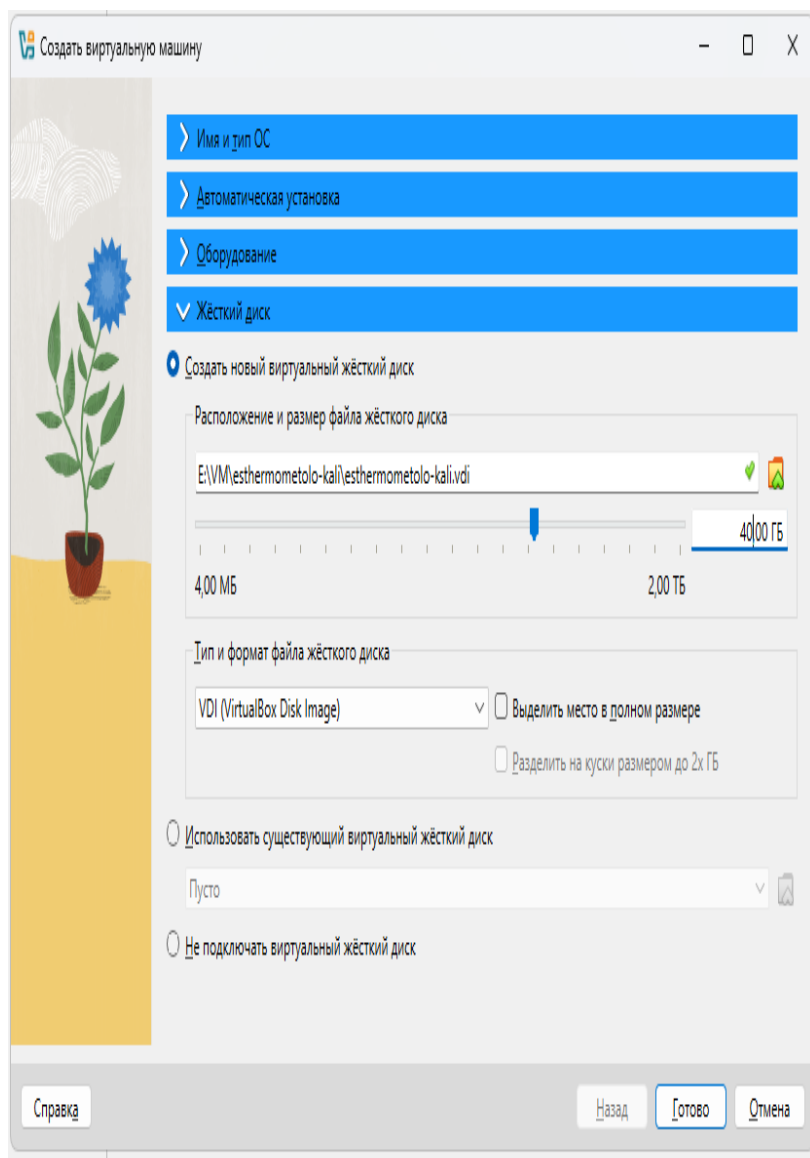 Создать виртуальную машину
Имя и тип ОС
Автоматическая установка
Оборудование
Жёсткий диск
Создать новый виртуальный жёсткий диск
Расположение и размер файла жёсткого диска
E:\VM\esthermometolo-kali\esthermometolo-kali.vdi
40,00 ГБ
4,00 МБ 2,00 ТБ
Тип и формат файла жёсткого диска
VDI (VirtualBox Disk Image) Выделить место в полном размере
Разделить на куски размером до 2х ГБ
Использовать существующий виртуальный жёсткий диск
Пусто
Не подключать виртуальный жёсткий диск
Справка Назад Готово Отмена